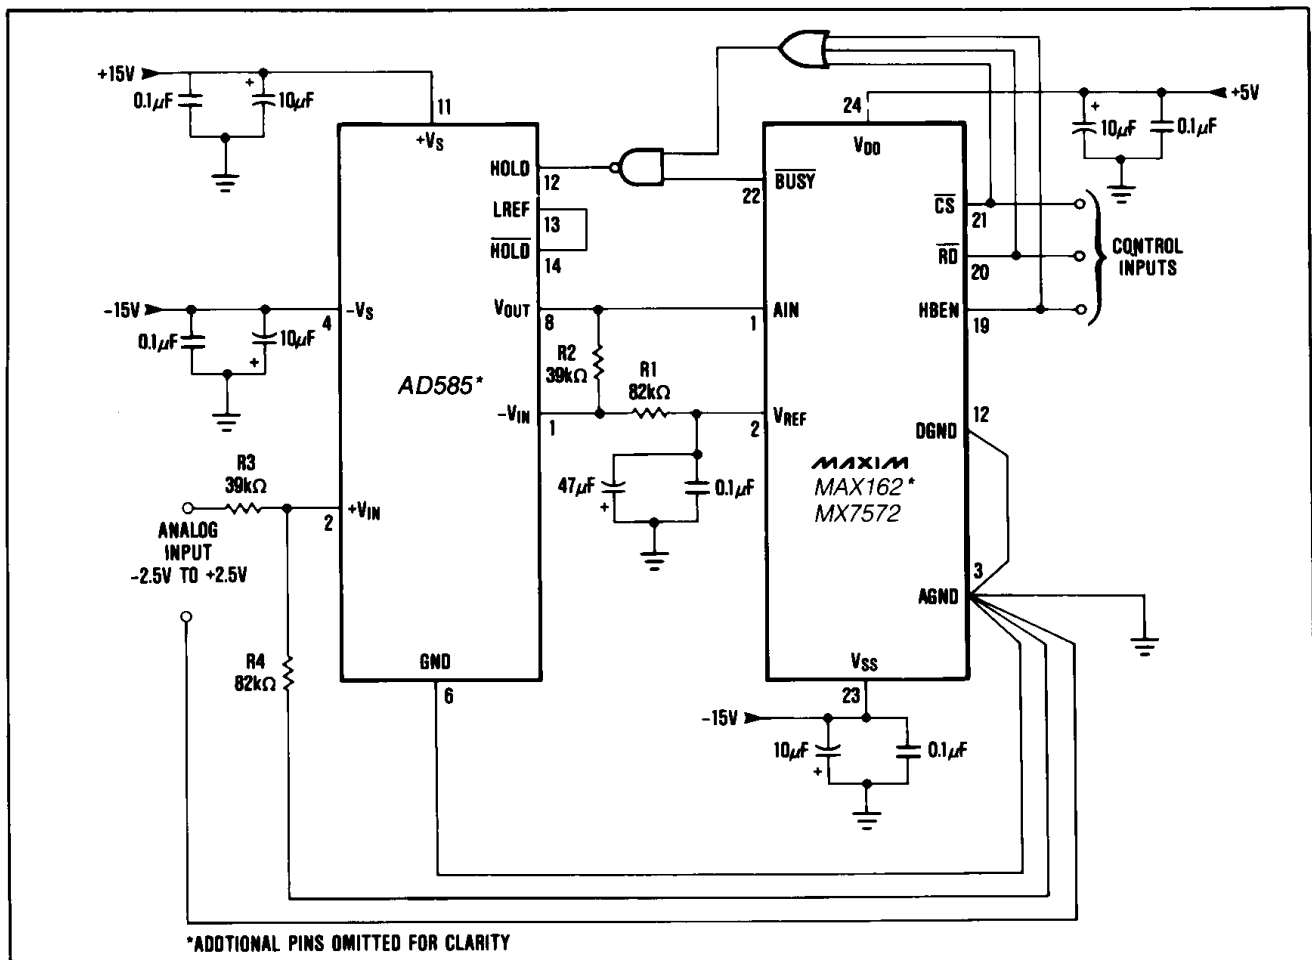 +15V
0.1µF
+
10µF
11
+VS
24
VDD
+5V
+
10µF
0.1µF
HOLD
12
22
BUSY
CS
21
LREF
13
HOLD
14
RD
20
CONTROL
INPUTS
HBEN
19
-15V
4
-VS
0.1µF
10µF
+
VOUT
8
1
AIN
R2
39kΩ
R1
82kΩ
AD585*
-VIN
1
2
VREF
12
DGND
47µF
+
0.1µF
MAXIM
MAX162*
MX7572
R3
39kΩ
2
+VIN
ANALOG
INPUT
-2.5V TO +2.5V
3
AGND
R4
82kΩ
GND
6
VSS
23
-15V
10µF
+
0.1µF
*ADDTIONAL PINS OMITTED FOR CLARITY